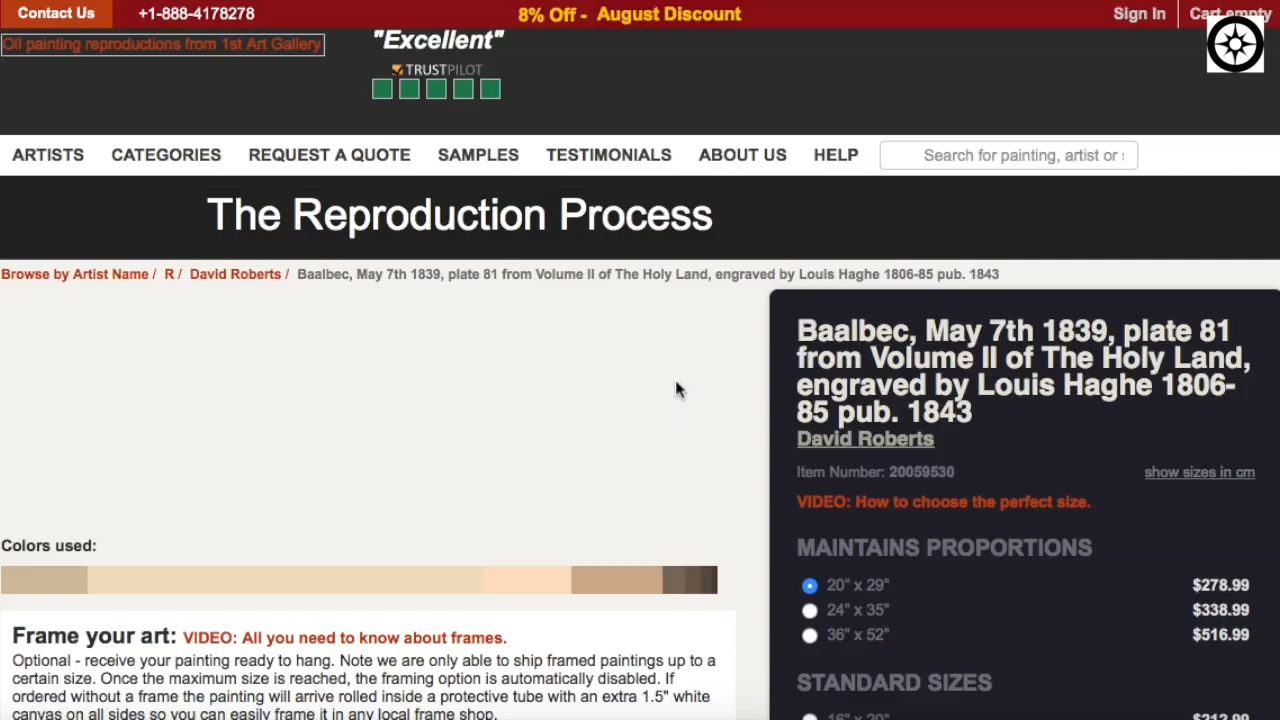 Contact Us +1-888-4178278 8% Off - August Discount Sign In Cart empty
Oil painting reproductions from 1st Art Gallery
"Excellent"
TRUSTPILOT
ARTISTS CATEGORIES REQUEST A QUOTE SAMPLES TESTIMONIALS ABOUT US HELP Search for painting, artist or
The Reproduction Process
Browse by Artist Name / R / David Roberts / Baalbec, May 7th 1839, plate 81 from Volume II of The Holy Land, engraved by Louis Haghe 1806-85 pub. 1843
Colors used:
Frame your art: VIDEO: All you need to know about frames.
Optional - receive your painting ready to hang. Note we are only able to ship framed paintings up to a
certain size. Once the maximum size is reached, the framing option is automatically disabled. If
ordered without a frame the painting will arrive rolled inside a protective tube with an extra 1.5" white
canvas on all sides so you can easily frame it in any local frame shop.
Baalbec, May 7th 1839, plate 81
from Volume II of The Holy Land,
engraved by Louis Haghe 1806-
85 pub. 1843
David Roberts
Item Number: 20059530 show sizes in cm
VIDEO: How to choose the perfect size.
MAINTAINS PROPORTIONS
20" x 29" $278.99
24" x 35" $338.99
36" x 52" $516.99
STANDARD SIZES
16" x 20" $212.99